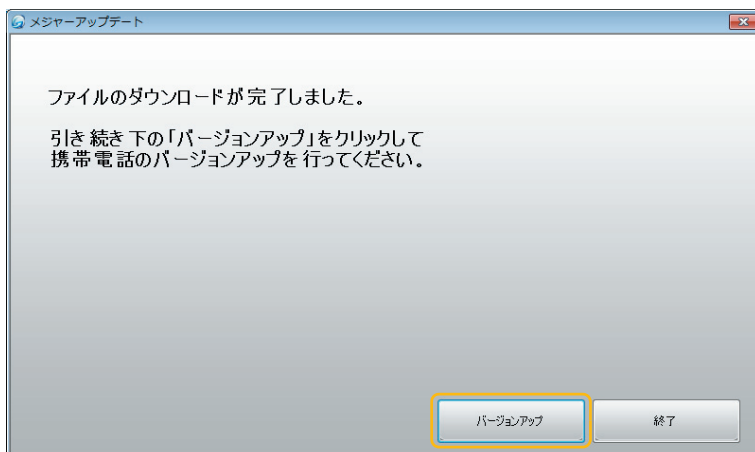 メジャーアップデート
ファイルのダウンロードが完了しました。
引き続き下の「バージョンアップ」をクリックして
携帯電話のバージョンアップを行ってください。
バージョンアップ
終了